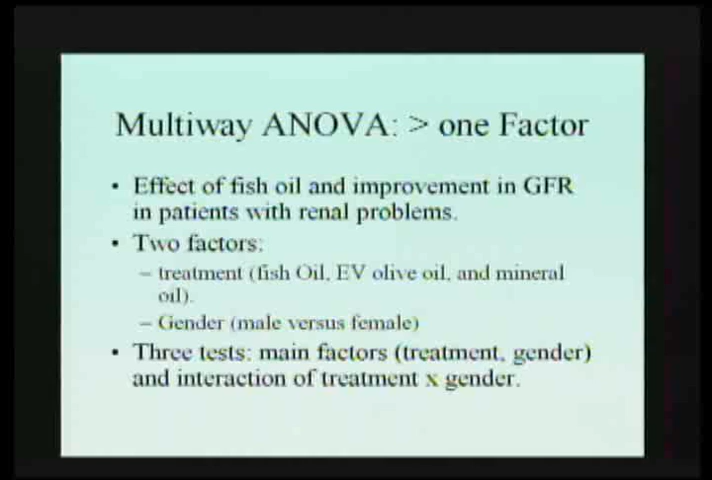 Multiway ANOVA: > one Factor
• Effect of fish oil and improvement in GFR
in patients with renal problems.
• Two factors:
– treatment (fish Oil, EV olive oil, and mineral
oil).
– Gender (male versus female)
• Three tests: main factors (treatment, gender)
and interaction of treatment x gender.